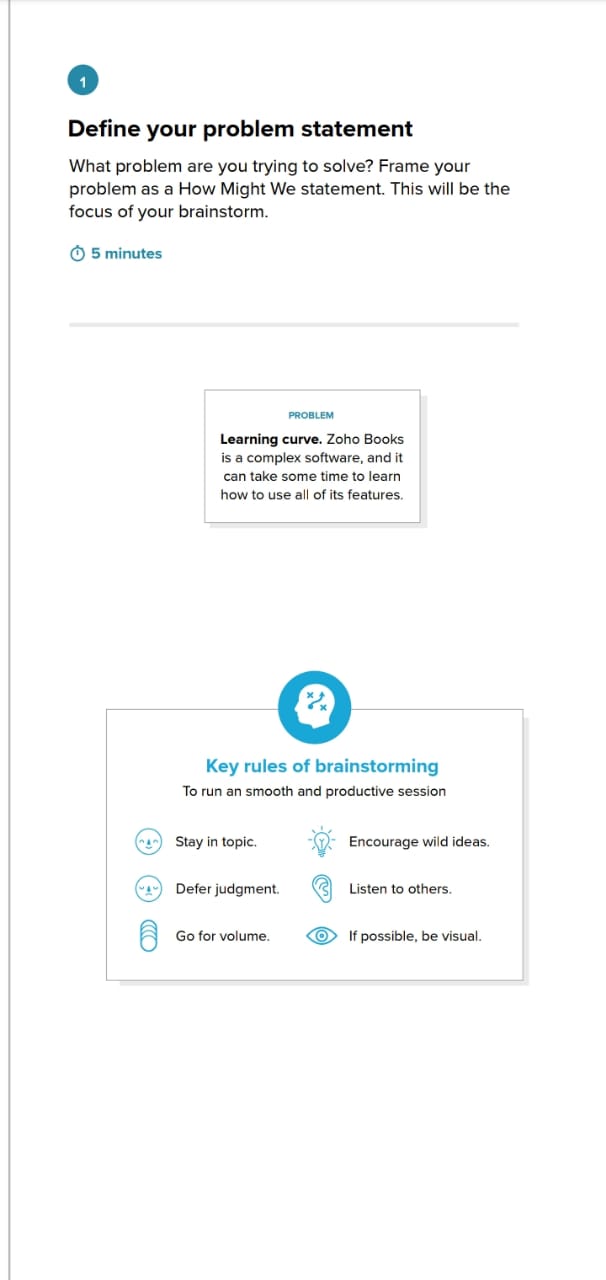 1
Define your problem statement
What problem are you trying to solve? Frame your
problem as a How Might We statement. This will be the
focus of your brainstorm.
5 minutes
PROBLEM
Learning curve. Zoho Books
is a complex software, and it
can take some time to learn
how to use all of its features.
Key rules of brainstorming
To run an smooth and productive session
Stay in topic.
Encourage wild ideas.
Defer judgment.
Listen to others.
Go for volume.
If possible, be visual.